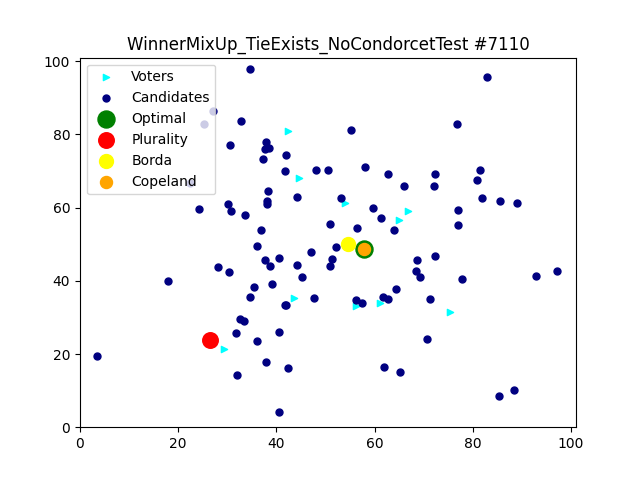 WinnerMixUp_TieExists_NoCondorcetTest #7110
100
80
60
40
20
0
Voters
Candidates
Optimal
Plurality
Borda
Copeland
0 20 40 60 80 100